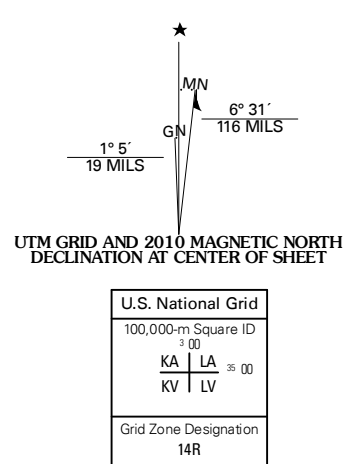 ★
MN
GN
6° 31´
116 MILS
1° 5´
19 MILS
UTM GRID AND 2010 MAGNETIC NORTH
DECLINATION AT CENTER OF SHEET
U.S. National Grid
100,000-m Square ID
3 00
KA LA 35 00
KV LV
Grid Zone Designation
14R